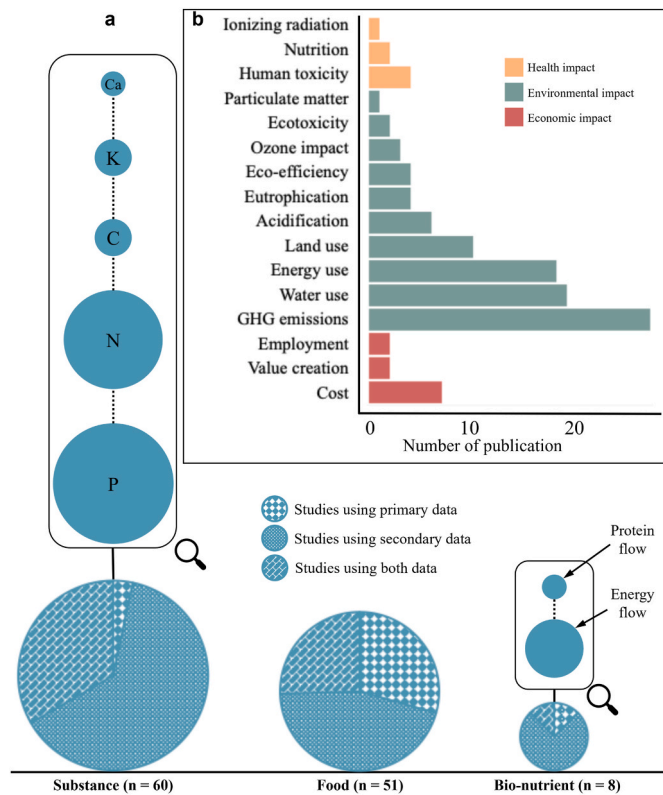 a
Ca
K
C
N
P
b
Ionizing radiation
Nutrition
Human toxicity
Particulate matter
Ecotoxicity
Ozone impact
Eco-efficiency
Eutrophication
Acidification
Land use
Energy use
Water use
GHG emissions
Employment
Value creation
Cost
Health impact
Environmental impact
Economic impact
0 10 20
Number of publication
Studies using primary data
Studies using secondary data
Studies using both data
Protein
flow
Energy
flow
Substance (n = 60)
Food (n = 51)
Bio-nutrient (n = 8)